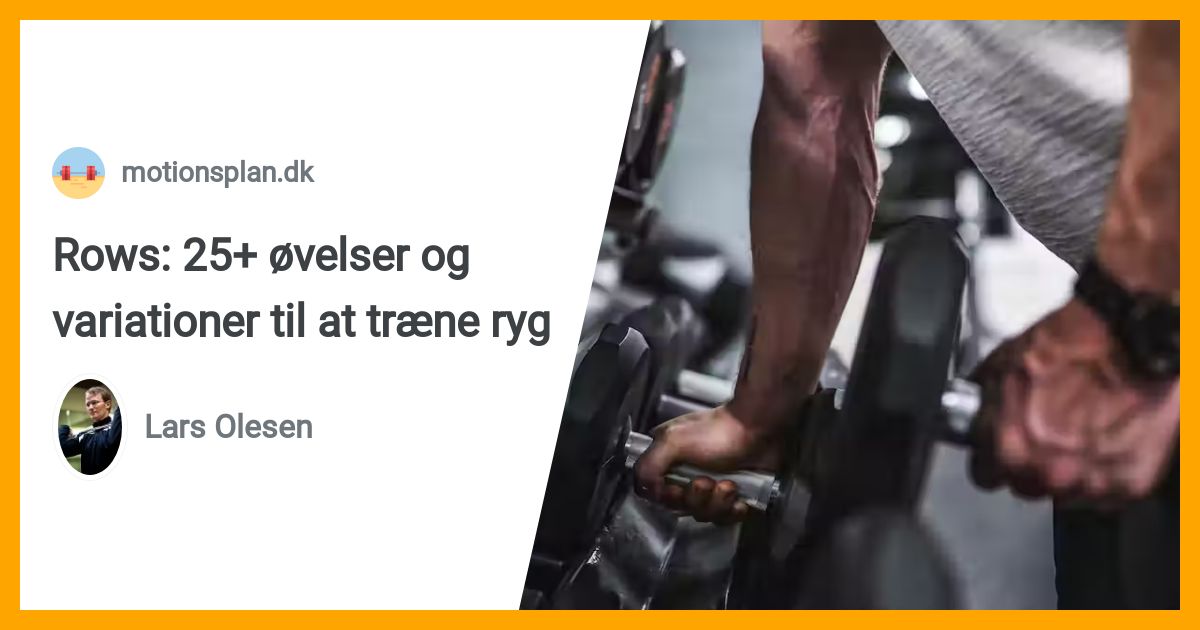 motionsplan.dk
Rows: 25+ øvelser og
variationer til at træne ryg
Lars Olesen